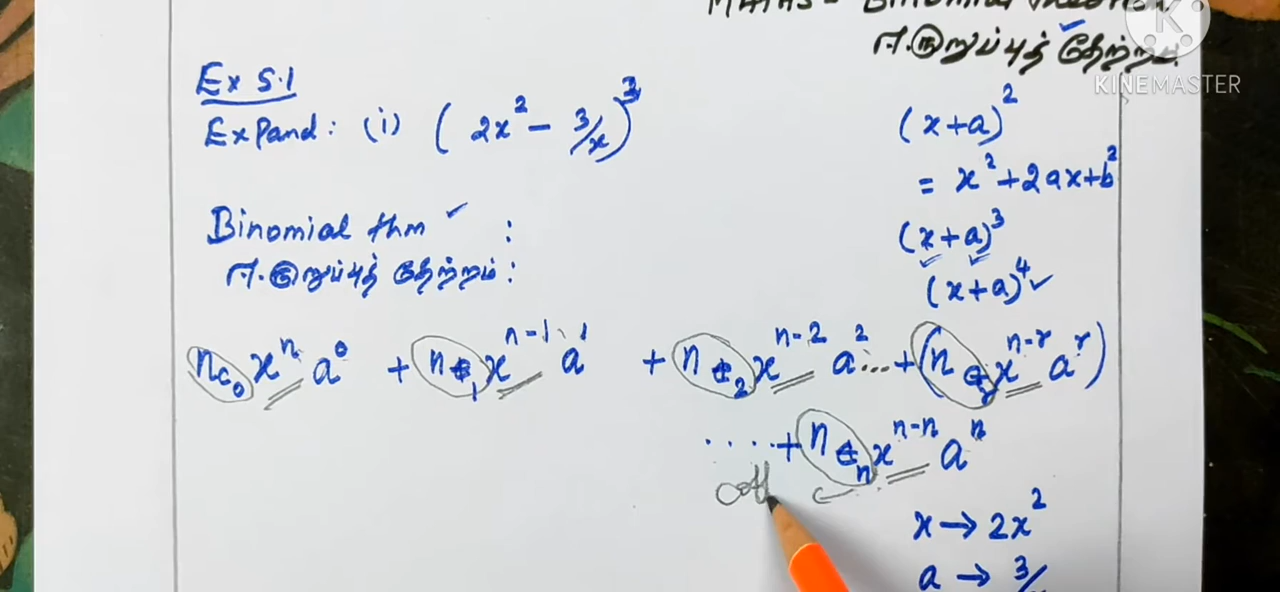 MATHS - Binomial Theorem
ஈ.ருறுப்புத் தேற்றம்
KINEMASTER
Ex 5.1
Expand: (i) (2x² - 3/x)³
(x+a)²
= x²+2ax+b²
Binomial thm ✓ :
(x+a)³
ஈ.ருறுப்புத் தேற்றம்:
(x+a)⁴ ✓
nC₀ xⁿ a⁰ + nC₁ xⁿ⁻¹ a¹ + nC₂ xⁿ⁻² a² ... + (nCᵣ xⁿ⁻ʳ aʳ)
.... + nCₙ xⁿ⁻ⁿ aⁿ
x → 2x²
a → 3/